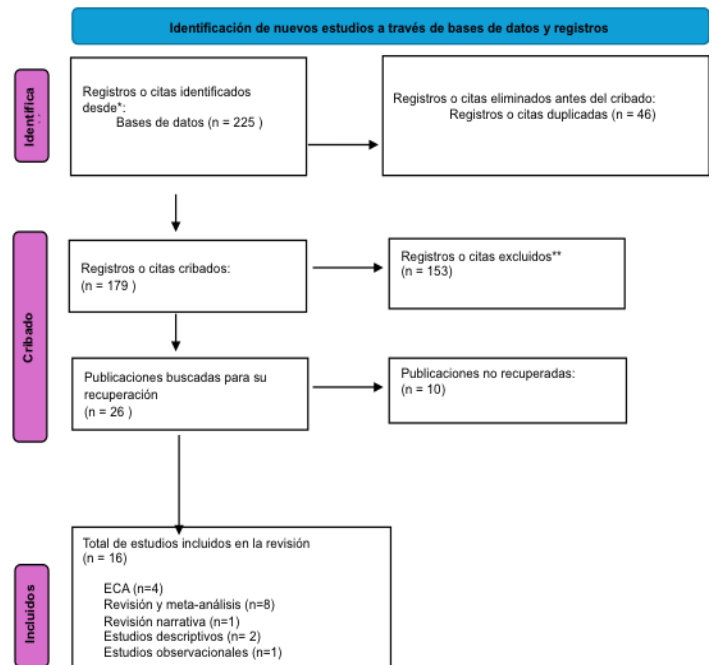 Identificación de nuevos estudios a través de bases de datos y registros
Identifica
Registros o citas identificados
desde*:
Bases de datos (n = 225 )
Registros o citas eliminados antes del cribado:
Registros o citas duplicadas (n = 46)
Cribado
Registros o citas cribados:
(n = 179 )
Registros o citas excluidos**
(n = 153)
Publicaciones buscadas para su
recuperación
(n = 26 )
Publicaciones no recuperadas:
(n = 10)
Incluidos
Total de estudios incluidos en la revisión
(n = 16)
ECA (n=4)
Revisión y meta-análisis (n=8)
Revisión narrativa (n=1)
Estudios descriptivos (n= 2)
Estudios observacionales (n=1)